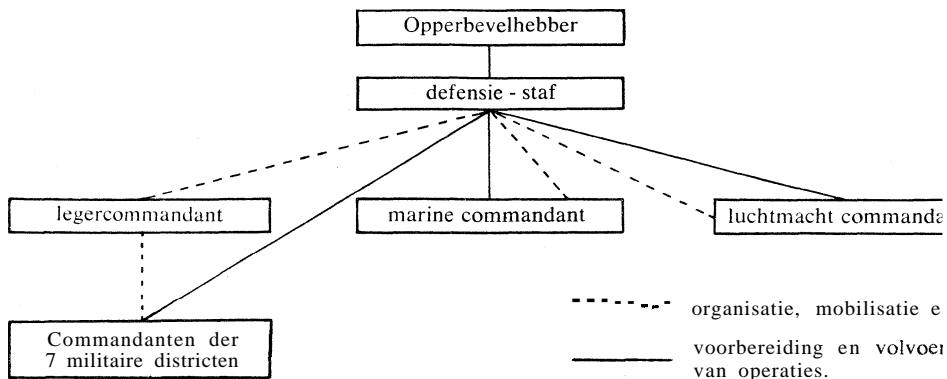 Opperbevelhebber
defensie - staf
legercommandant
marine commandant
luchtmacht comman
Commandanten der
7 militaire districten
organisatie, mobilisatie e
voorbereiding en volvoer
van operaties.